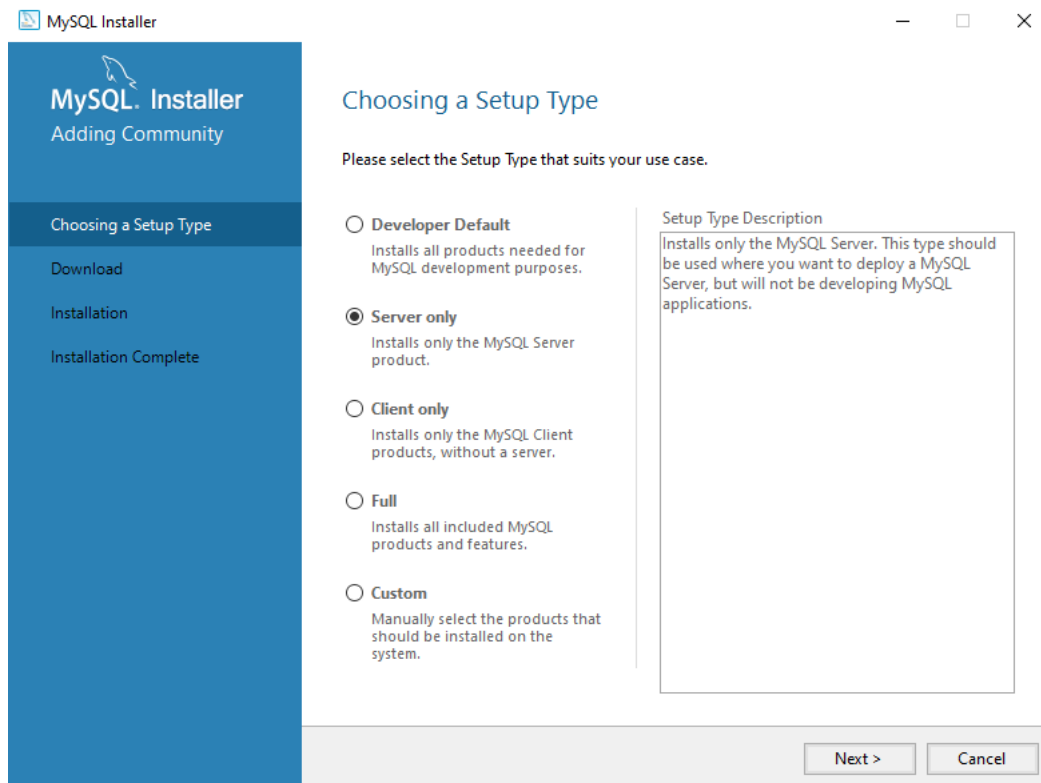 MySQL Installer
MySQL. Installer
Adding Community
Choosing a Setup Type
Download
Installation
Installation Complete
Choosing a Setup Type
Please select the Setup Type that suits your use case.
Developer Default
Installs all products needed for
MySQL development purposes.
Server only
Installs only the MySQL Server
product.
Client only
Installs only the MySQL Client
products, without a server.
Full
Installs all included MySQL
products and features.
Custom
Manually select the products that
should be installed on the
system.
Setup Type Description
Installs only the MySQL Server. This type should
be used where you want to deploy a MySQL
Server, but will not be developing MySQL
applications.
Next >
Cancel